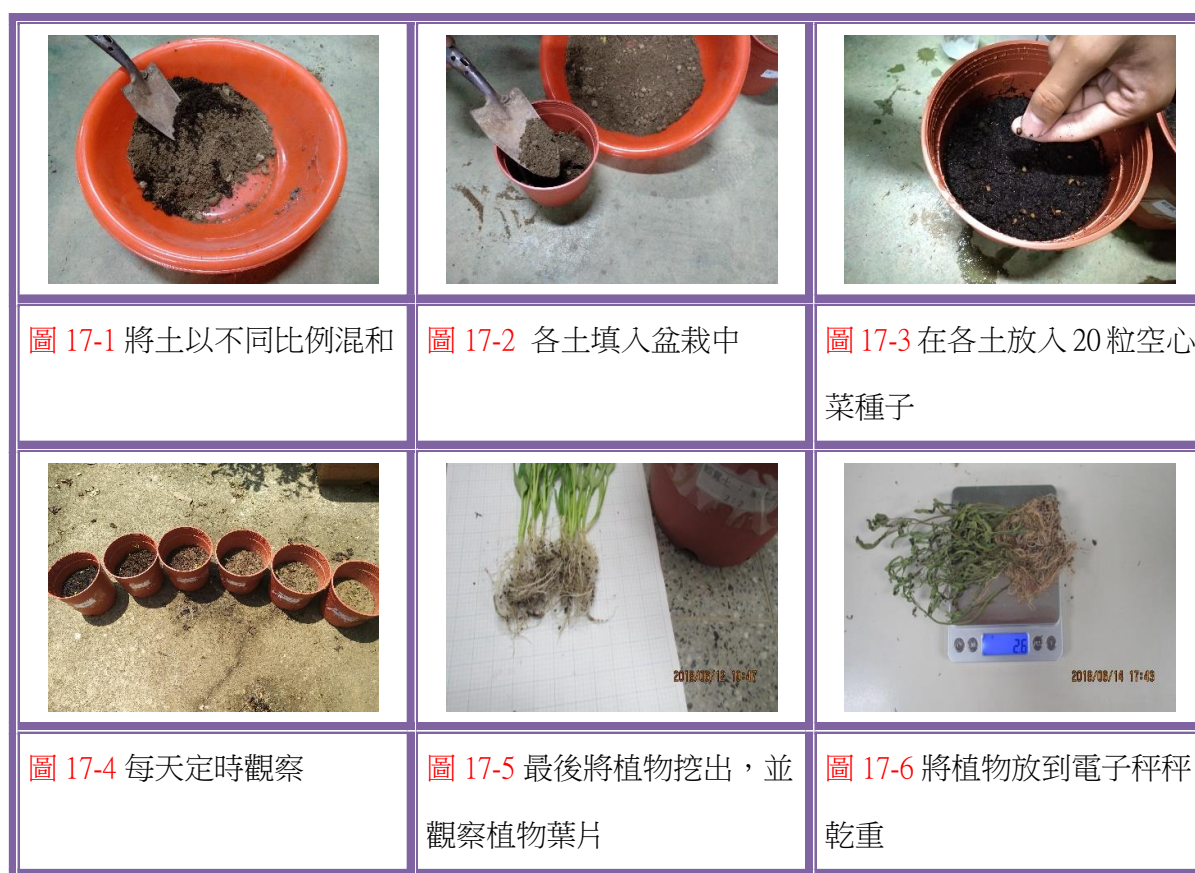 圖 17-1 將土以不同比例混和
圖 17-2 各土填入盆栽中
圖 17-3 在各土放入 20 粒空心
菜種子
2018/06/14 17:43
圖 17-4 每天定時觀察
圖 17-5 最後將植物挖出，並
觀察植物葉片
圖 17-6 將植物放到電子秤秤
乾重